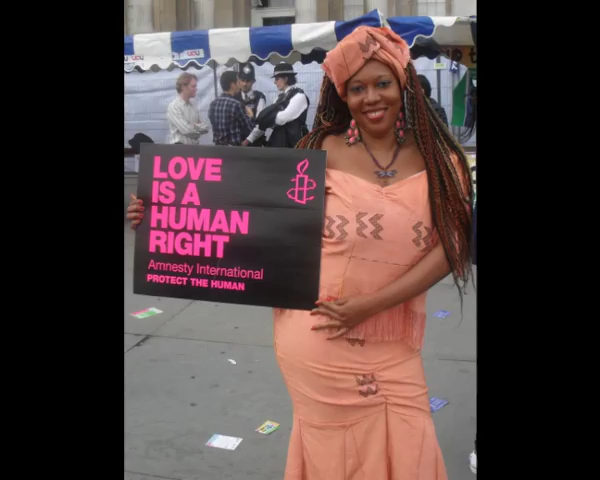 LOVE
IS A
HUMAN
RIGHT
Amnesty International
PROTECT THE HUMAN